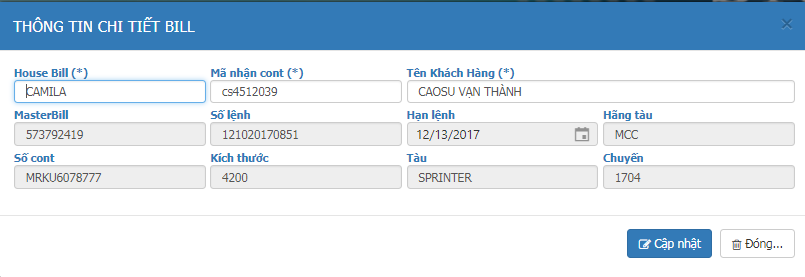 THÔNG TIN CHI TIẾT BILL
House Bill (*) Mã nhận cont (*) Tên Khách Hàng (*)
CAMILA cs4512039 CAOSU VẠN THÀNH
MasterBill Số lệnh Hạn lệnh Hãng tàu
573792419 121020170851 12/13/2017 MCC
Số cont Kích thước Tàu Chuyến
MRKU6078777 4200 SPRINTER 1704
Cập nhật Đóng...